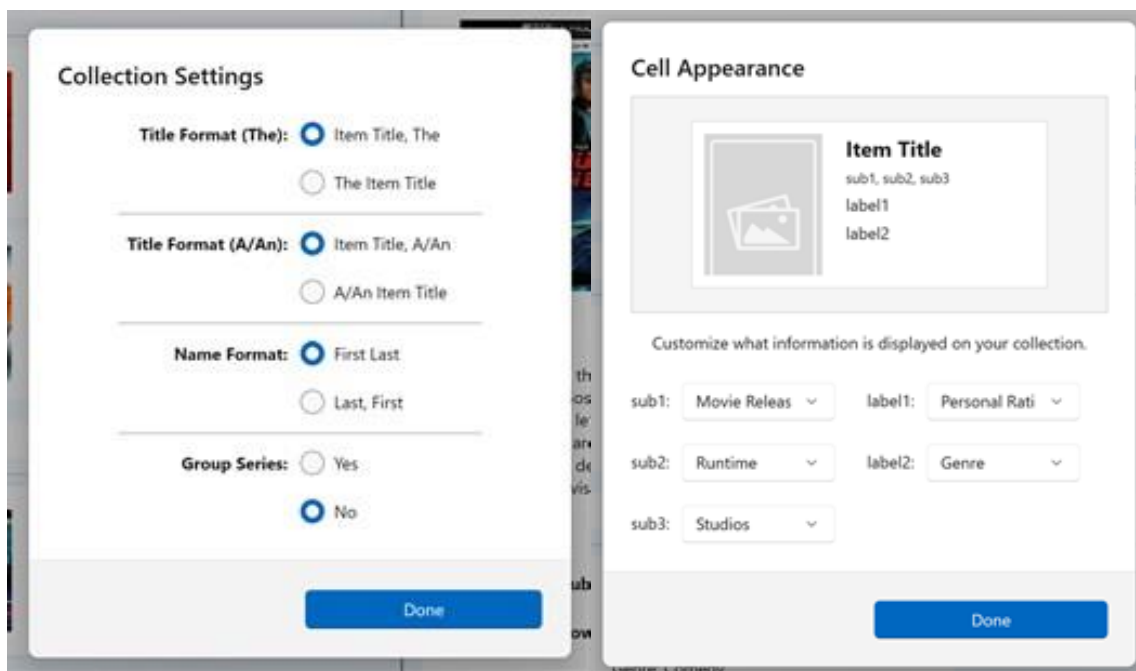 Collection Settings
Title Format (The):
Item Title, The
The Item Title
Title Format (A/An):
Item Title, A/An
A/An Item Title
Name Format:
First Last
Last, First
Group Series:
Yes
No
Done
Cell Appearance
Item Title
sub1, sub2, sub3
label1
label2
Customize what information is displayed on your collection.
sub1: Movie Releas
label1: Personal Rati
sub2: Runtime
label2: Genre
sub3: Studios
Done